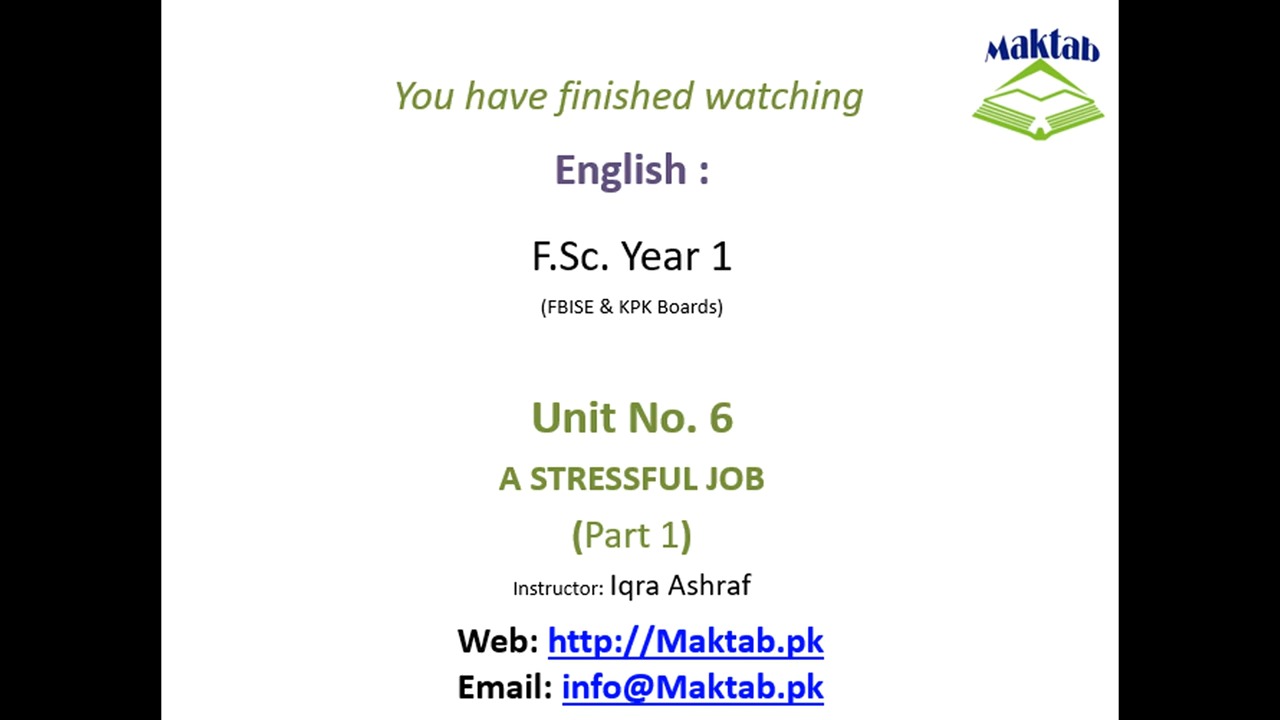 Maktab
You have finished watching
English :
F.Sc. Year 1
(FBISE & KPK Boards)
Unit No. 6
A STRESSFUL JOB
(Part 1)
Instructor: Iqra Ashraf
Web: http://Maktab.pk
Email: info@Maktab.pk